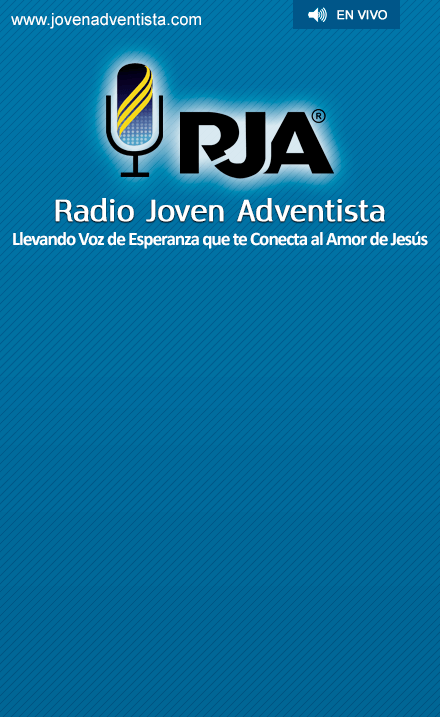 www.jovenadventista.com
EN VIVO
RJA®
Radio Joven Adventista
Llevando Voz de Esperanza que te Conecta al Amor de Jesús